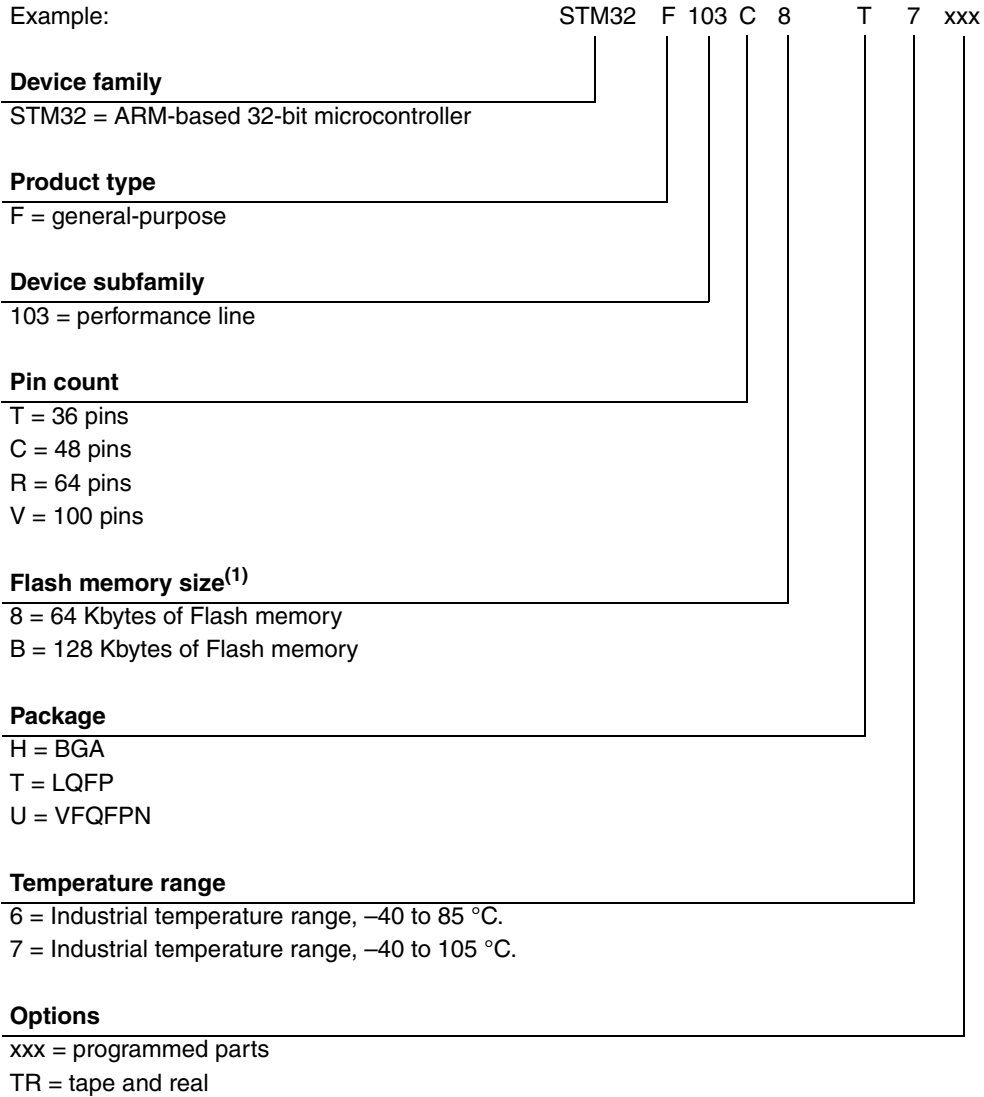 Example: STM32 F 103 C 8 T 7 xxx
Device family
STM32 = ARM-based 32-bit microcontroller
Product type
F = general-purpose
Device subfamily
103 = performance line
Pin count
T = 36 pins
C = 48 pins
R = 64 pins
V = 100 pins
Flash memory size(1)
8 = 64 Kbytes of Flash memory
B = 128 Kbytes of Flash memory
Package
H = BGA
T = LQFP
U = VFQFPN
Temperature range
6 = Industrial temperature range, –40 to 85 °C.
7 = Industrial temperature range, –40 to 105 °C.
Options
xxx = programmed parts
TR = tape and real